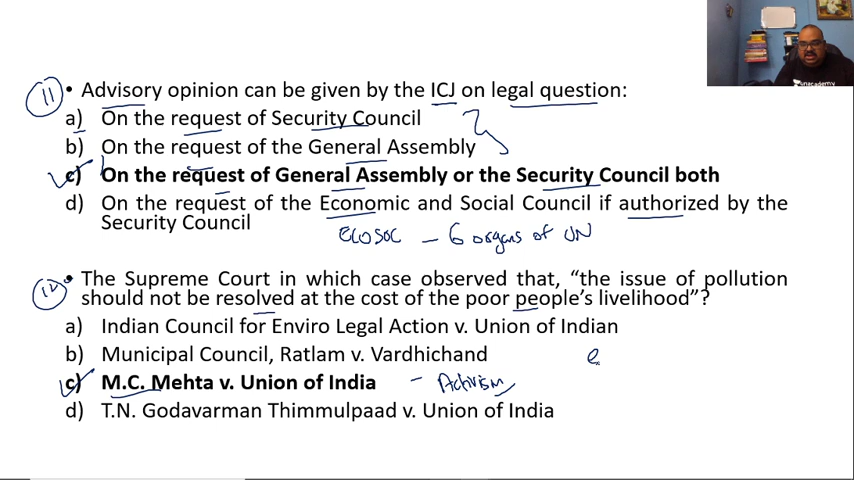 11 • Advisory opinion can be given by the ICJ on legal question:
a) On the request of Security Council
b) On the request of the General Assembly
c) On the request of General Assembly or the Security Council both
d) On the request of the Economic and Social Council if authorized by the
Security Council
ECOSOC – 6 organs of UN
12 • The Supreme Court in which case observed that, “the issue of pollution
should not be resolved at the cost of the poor people’s livelihood”?
a) Indian Council for Enviro Legal Action v. Union of Indian
b) Municipal Council, Ratlam v. Vardhichand
e
c) M.C. Mehta v. Union of India – Activism
d) T.N. Godavarman Thimmulpaad v. Union of India
unacademy